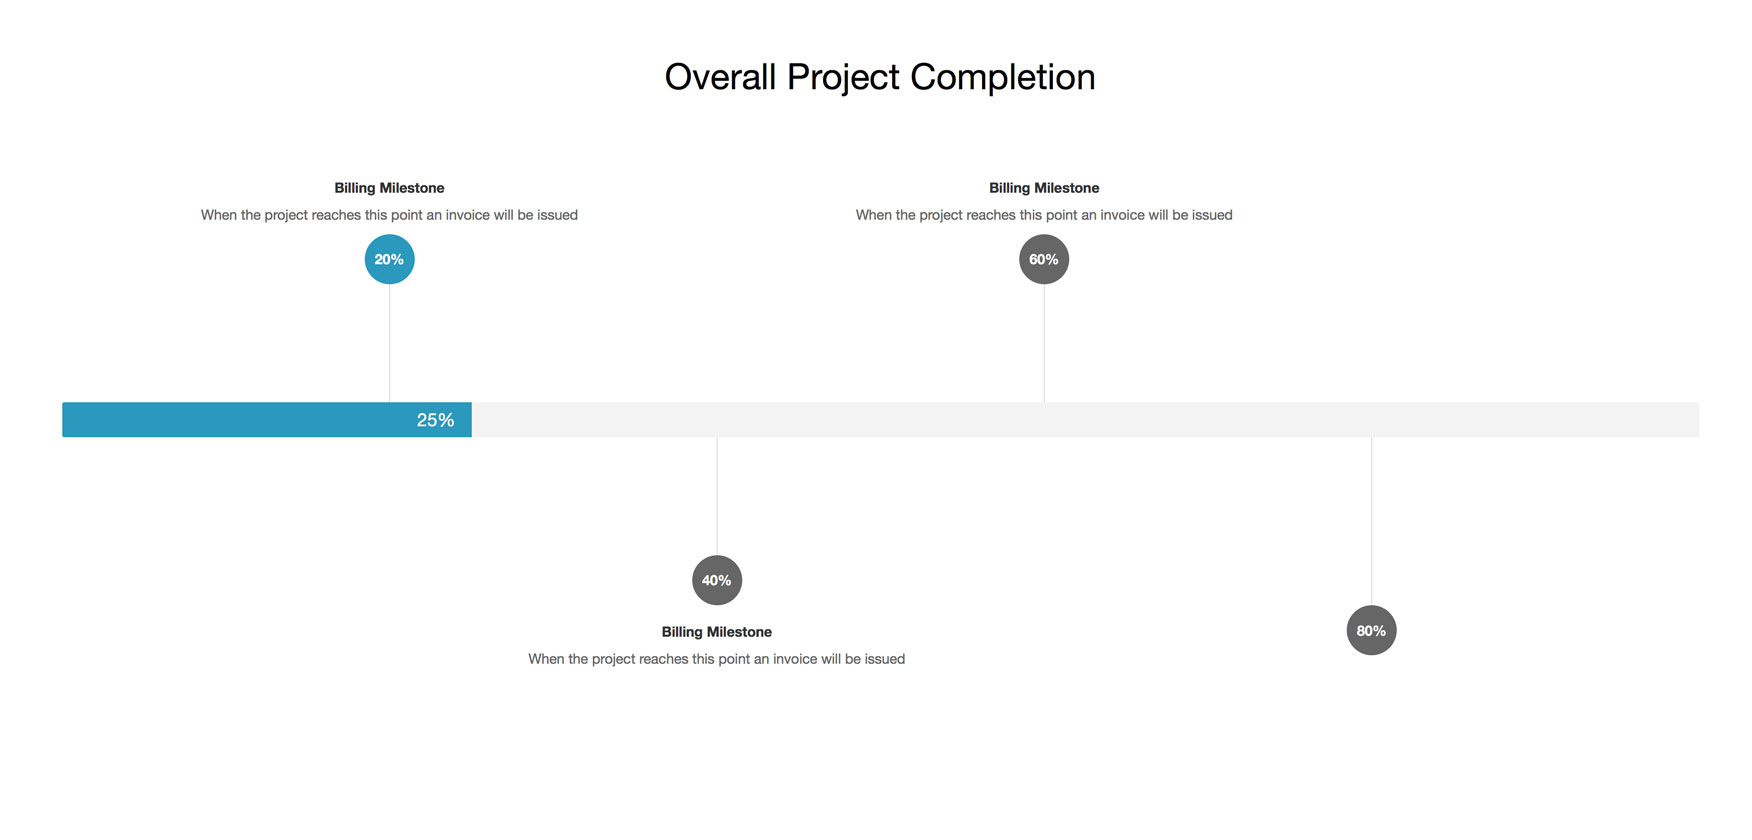 Overall Project Completion
Billing Milestone
When the project reaches this point an invoice will be issued
20%
Billing Milestone
When the project reaches this point an invoice will be issued
60%
25%
40%
Billing Milestone
When the project reaches this point an invoice will be issued
80%